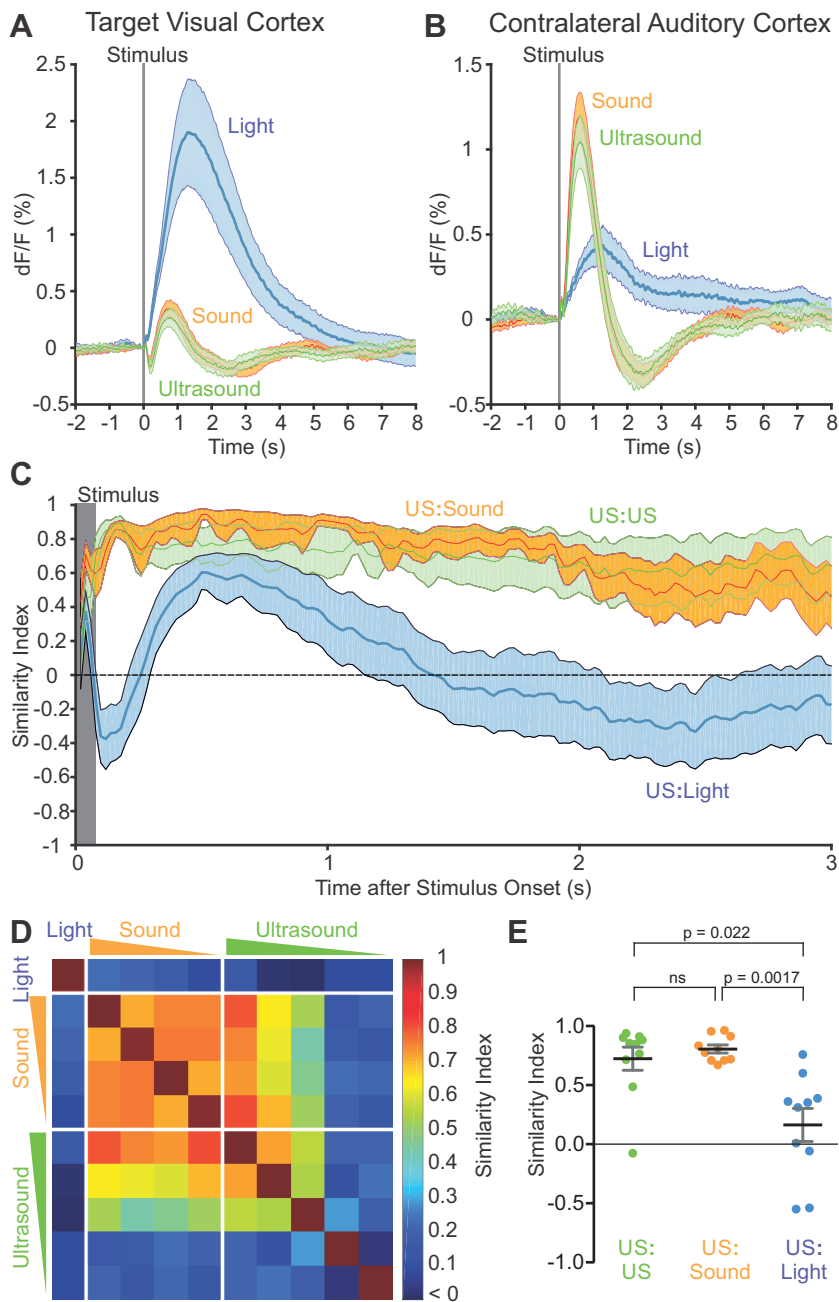 A Target Visual Cortex
Stimulus
2.5
2
1.5
1
0.5
0
-0.5
dF/F (%)
Light
Sound
Ultrasound
-2 -1 0 1 2 3 4 5 6 7 8
Time (s)
B Contralateral Auditory Cortex
Stimulus
1.5
1
0.5
0
-0.5
dF/F (%)
Sound
Ultrasound
Light
-2 -1 0 1 2 3 4 5 6 7 8
Time (s)
C
Stimulus
1
0.8
0.6
0.4
0.2
0
-0.2
-0.4
-0.6
-0.8
-1
Similarity Index
US:Sound
US:US
US:Light
0 1 2 3
Time after Stimulus Onset (s)
D
Light Sound Ultrasound
Light
Sound
Ultrasound
1
0.9
0.8
0.7
0.6
0.5
0.4
0.3
0.2
0.1
< 0
Similarity Index
E
p = 0.022
ns p = 0.0017
1.0
0.5
0.0
-0.5
-1.0
Similarity Index
US: US: US:
US Sound Light